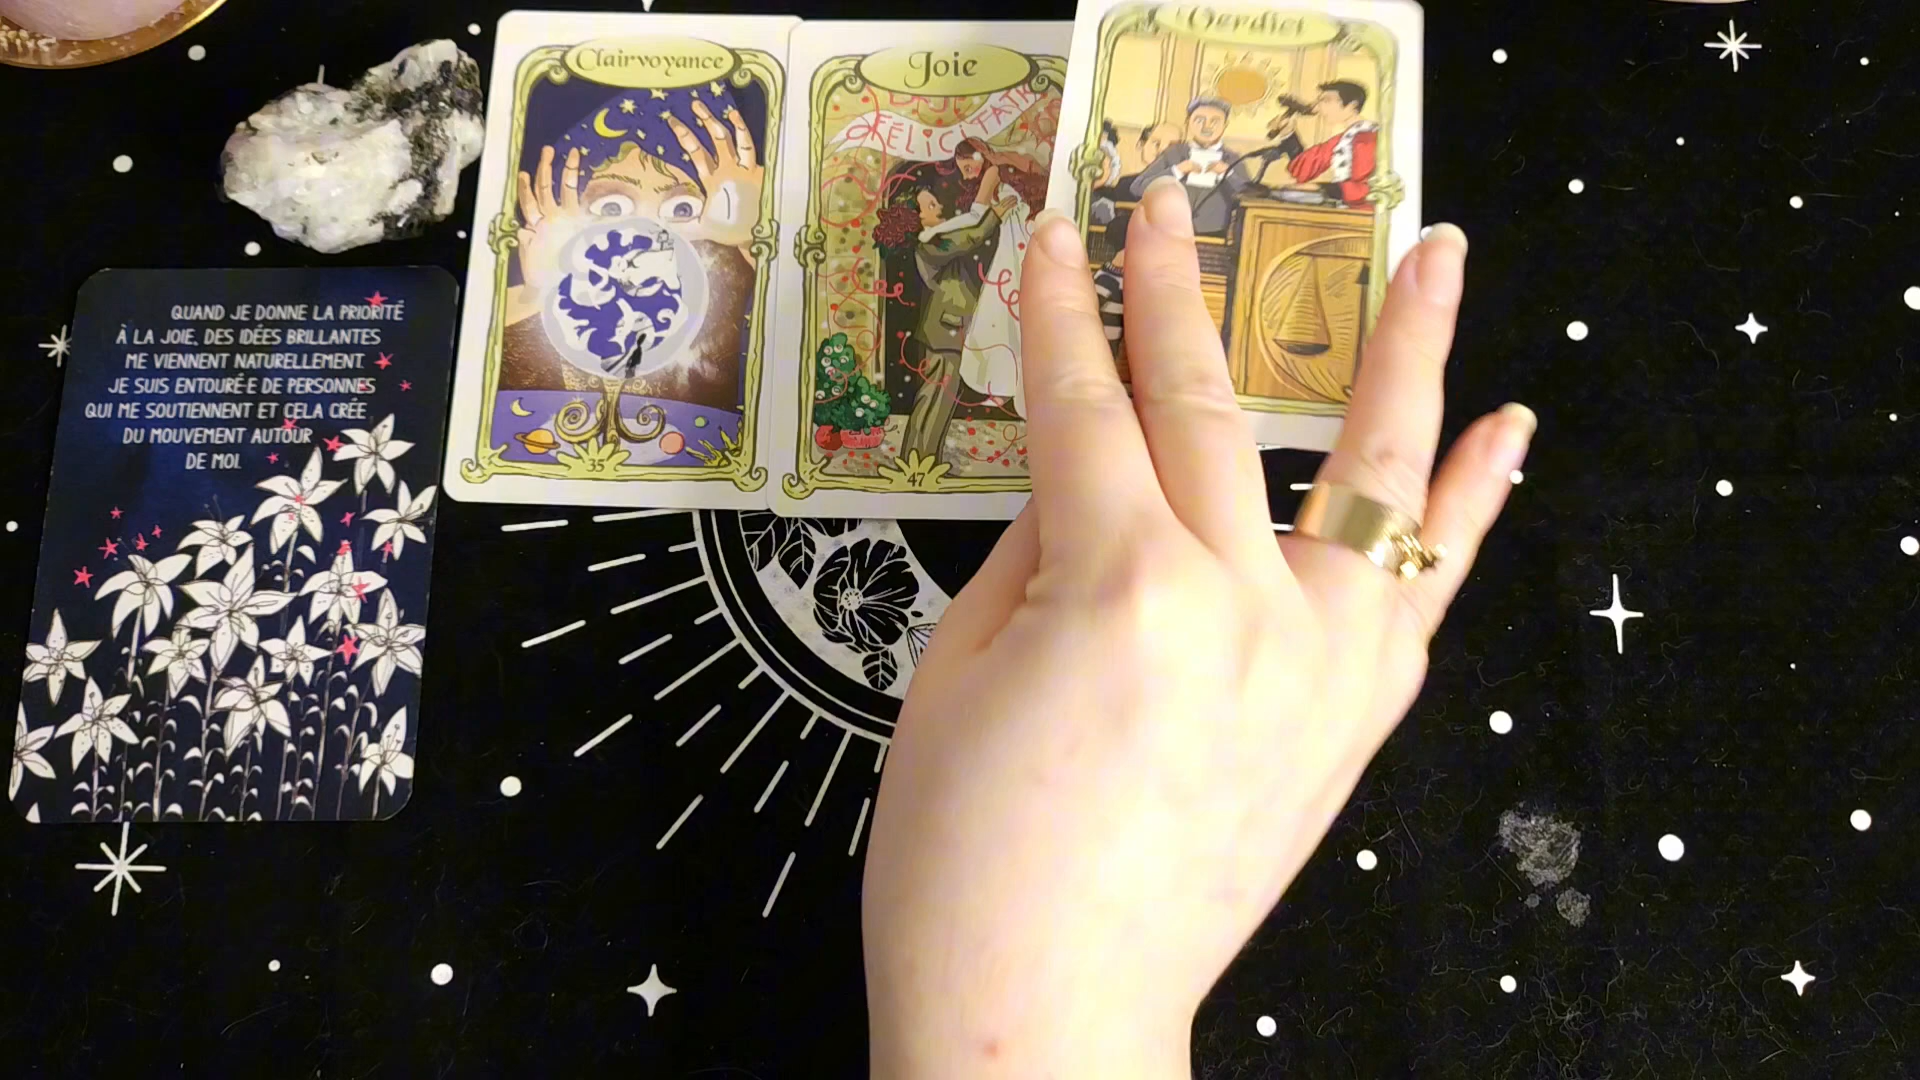 Clairvoyance
35
Joie
FÉLICITATI
47
Verdict
QUAND JE DONNE LA PRIORITÉ
À LA JOIE, DES IDÉES BRILLANTES
ME VIENNENT NATURELLEMENT.
JE SUIS ENTOURÉ·E DE PERSONNES
QUI ME SOUTIENNENT ET CELA CRÉE
DU MOUVEMENT AUTOUR
DE MOI.